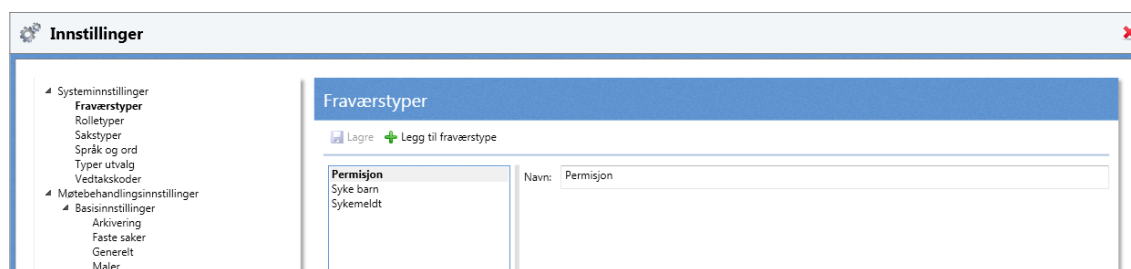 Innstillinger
Systeminnstillinger
Fraværstyper
Rolletyper
Sakstyper
Språk og ord
Typer utvalg
Vedtakskoder
Møtebehandlingsinnstillinger
Basisinnstillinger
Arkivering
Faste saker
Generelt
Maler
Fraværstyper
Lagre Legg til fraværstype
Permisjon
Syke barn
Sykemeldt
Navn: Permisjon